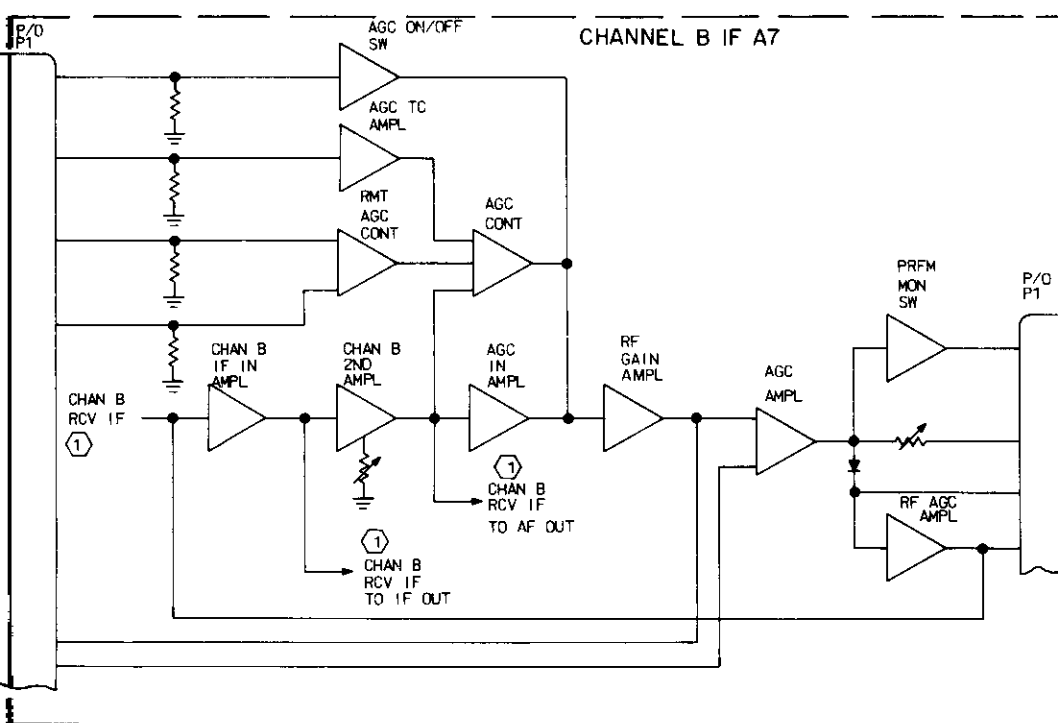 P/O
P1
CHANNEL B IF A7
AGC ON/OFF
SW
AGC TC
AMPL
RMT
AGC
CONT
AGC
CONT
PRFM
MON
SW
P/O
P1
CHAN B
IF IN
AMPL
CHAN B
2ND
AMPL
AGC
IN
AMPL
RF
GAIN
AMPL
AGC
AMPL
CHAN B
RCV IF
1
1
CHAN B
RCV IF
TO AF OUT
RF AGC
AMPL
1
CHAN B
RCV IF
TO IF OUT